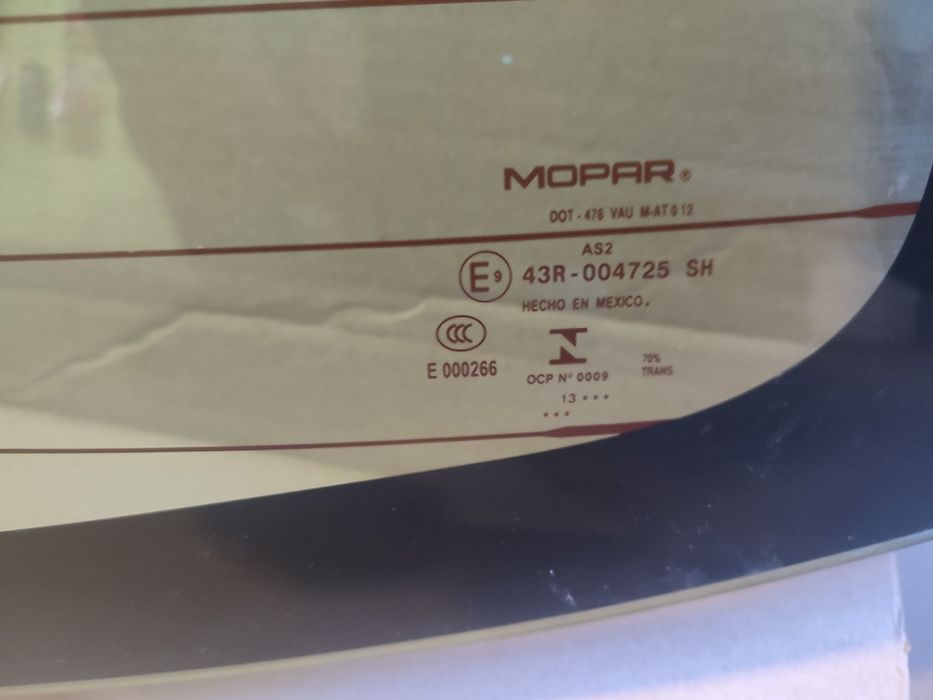 MOPAR®
DOT - 476 VAU M-AT 0 12
AS2
E9 43R-004725 SH
HECHO EN MEXICO.
CCC
E 000266
OCP N° 0009
70%
TRANS.
13 •••
•••